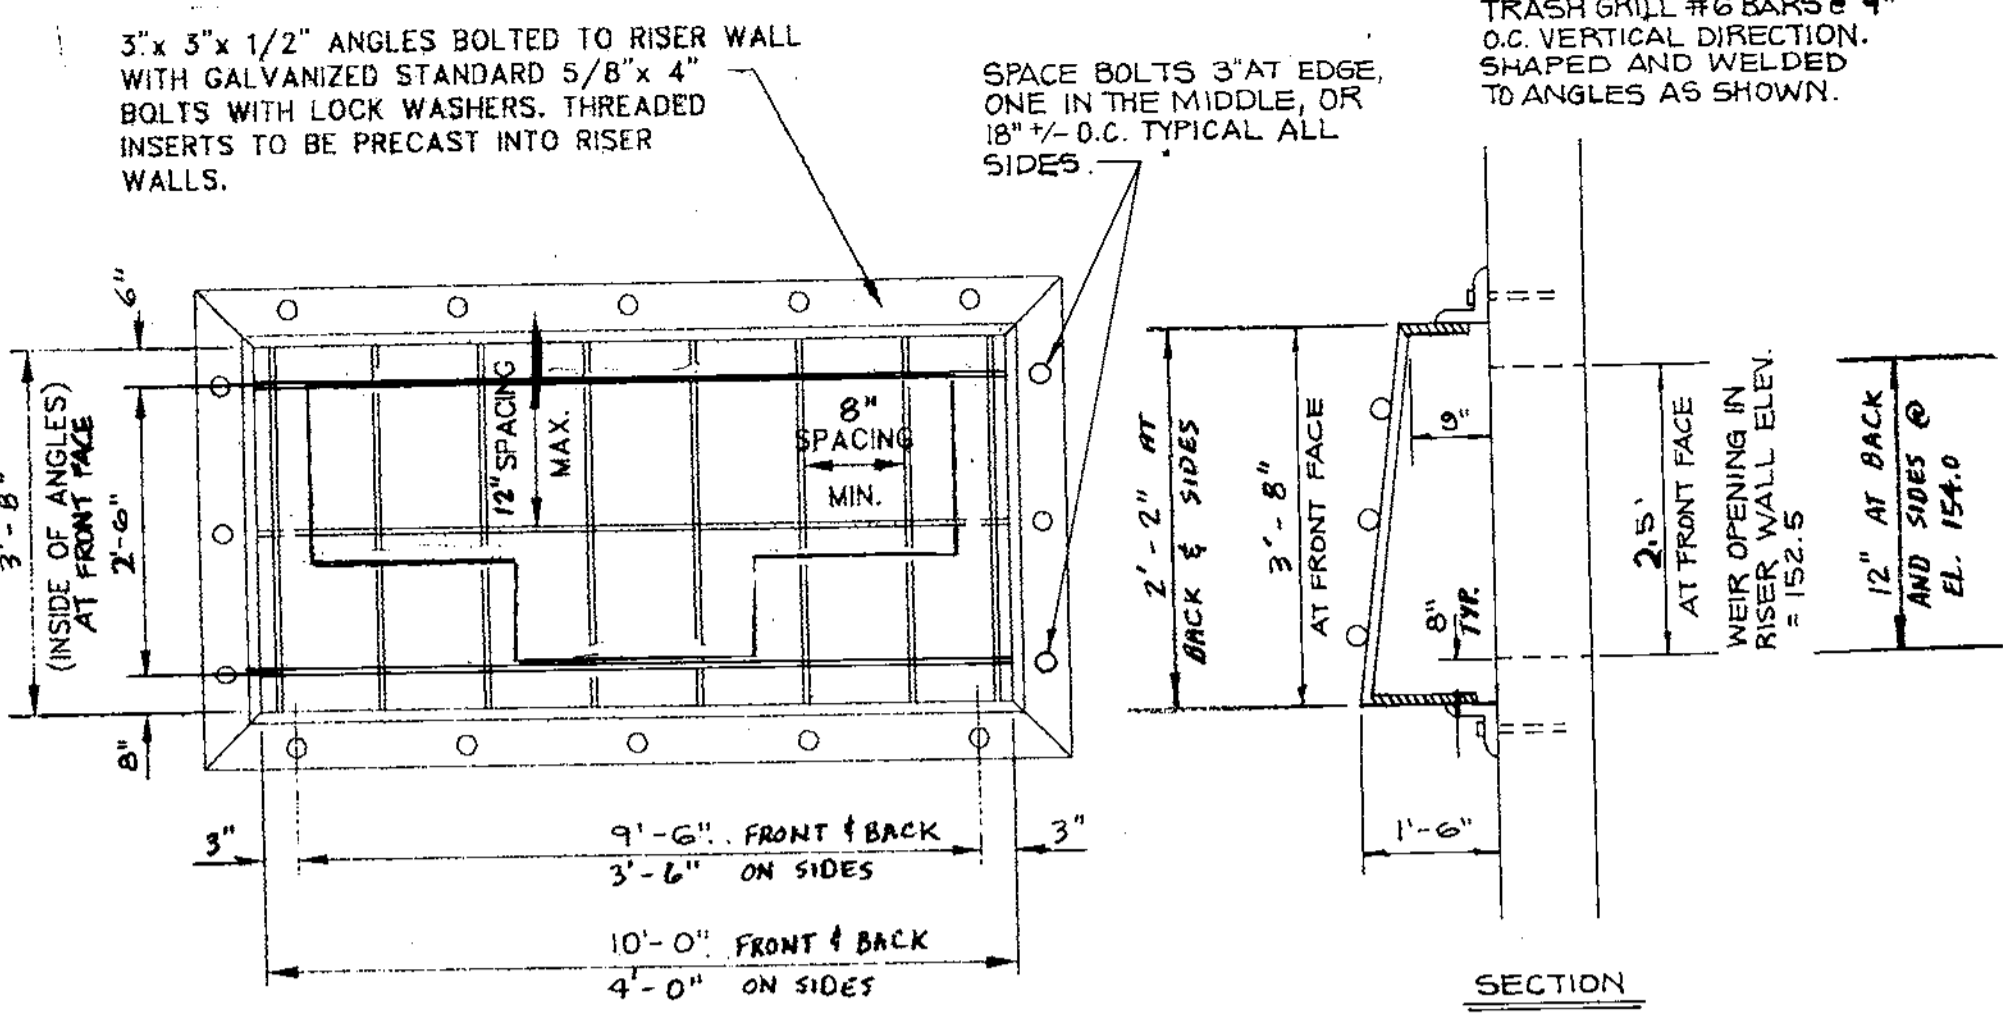 3"x 3"x 1/2" ANGLES BOLTED TO RISER WALL
WITH GALVANIZED STANDARD 5/8"x 4"
BOLTS WITH LOCK WASHERS. THREADED
INSERTS TO BE PRECAST INTO RISER
WALLS.
SPACE BOLTS 3" AT EDGE,
ONE IN THE MIDDLE, OR
18" +/- O.C. TYPICAL ALL
SIDES.
TRASH GRILL #6 BARS @
O.C. VERTICAL DIRECTION.
SHAPED AND WELDED
TO ANGLES AS SHOWN.
6"
3'-8"
(INSIDE OF ANGLES)
AT FRONT FACE
2'-6"
8"
12" SPACING
MAX.
8"
SPACING
MIN.
3"
9'-6" FRONT & BACK
3'-6" ON SIDES
3"
10'-0" FRONT & BACK
4'-0" ON SIDES
2'-2" AT
BACK & SIDES
3'-8"
AT FRONT FACE
9"
8"
TYP.
1'-6"
2.5'
AT FRONT FACE
WEIR OPENING IN
RISER WALL ELEV.
= 152.5
12" AT BACK
AND SIDES @
EL. 154.0
SECTION